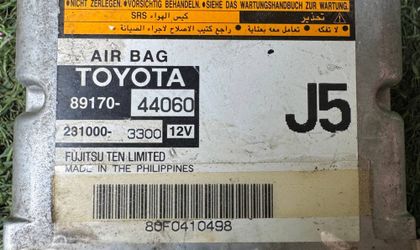 •NICHT ZERLEGEN. •VORSICHTIG BEHANDELN. •SIEHE DAS WARTUNGSHANDBUCH ZUR WARTUNG.
تحذير
كيس الهواء SRS
• لا تفكه • تعامل معه بعناية • راجع كتيب الاصلاح لاجراء الصيانة
AIR BAG
TOYOTA
89170- 44060
231000- 3300 12V
J5
FUJITSU TEN LIMITED
MADE IN THE PHILIPPINES
80F0410498